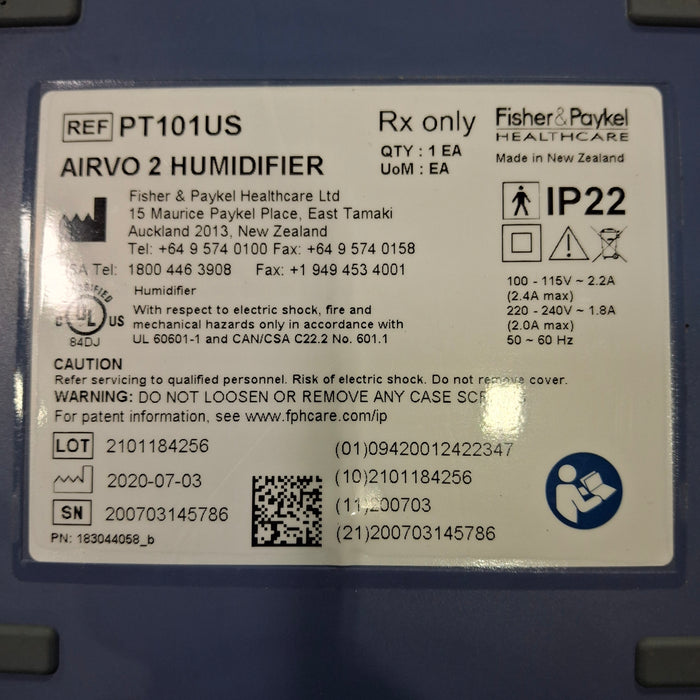 REF PT101US
Rx only
Fisher&Paykel
HEALTHCARE
QTY : 1 EA
UoM : EA
Made in New Zealand
AIRVO 2 HUMIDIFIER
Fisher & Paykel Healthcare Ltd
15 Maurice Paykel Place, East Tamaki
Auckland 2013, New Zealand
Tel: +64 9 574 0100 Fax: +64 9 574 0158
Tel: 1800 446 3908 Fax: +1 949 453 4001
IP22
100 - 115V ~ 2.2A
(2.4A max)
220 - 240V ~ 1.8A
(2.0A max)
50 ~ 60 Hz
UL US
84DJ
Humidifier
With respect to electric shock, fire and
mechanical hazards only in accordance with
UL 60601-1 and CAN/CSA C22.2 No. 601.1
CAUTION
Refer servicing to qualified personnel. Risk of electric shock. Do not remove cover.
WARNING: DO NOT LOOSEN OR REMOVE ANY CASE
For patent information, see www.fphcare.com/ip
LOT 2101184256
2020-07-03
SN 200703145786
PN: 183044058_b
(01)09420012422347
(10)2101184256
(11)200703
(21)200703145786